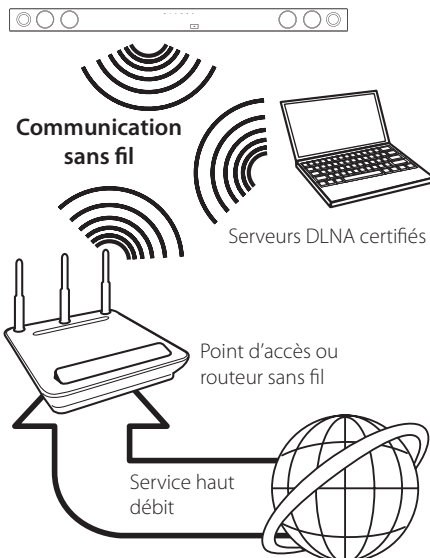 Communication
sans fil
Serveurs DLNA certifiés
Point d'accès ou
routeur sans fil
Service haut
débit